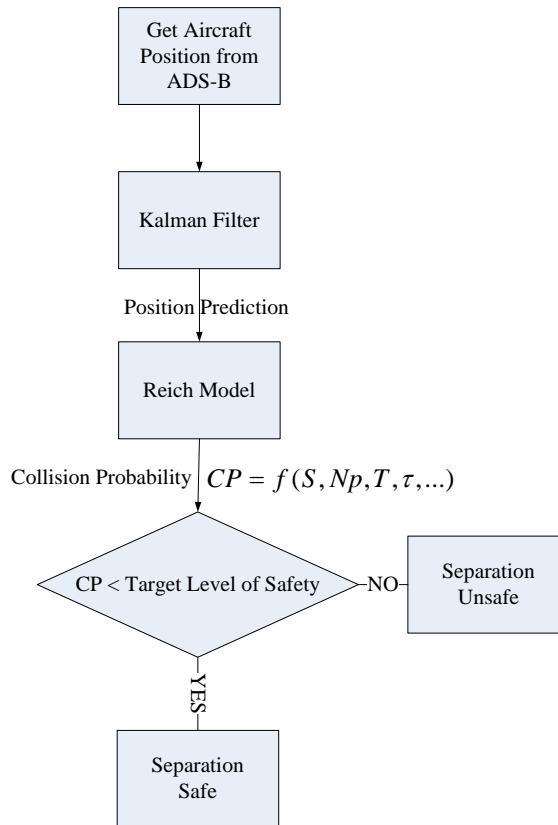 Get Aircraft
Position from
ADS-B
Kalman Filter
Position Prediction
Reich Model
Collision Probability CP = f(S, Np, T, τ, ...)
CP < Target Level of Safety
NO
Separation
Unsafe
YES
Separation
Safe